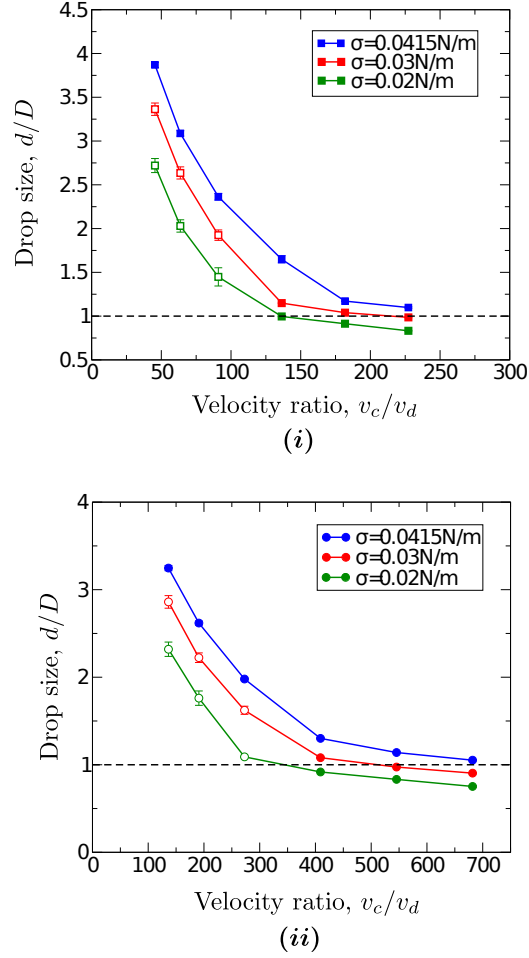 5
4.5
4
3.5
3
2.5
2
1.5
1
0.5
Drop size, d/D
σ=0.0415N/m
σ=0.03N/m
σ=0.02N/m
0 50 100 150 200 250 300
Velocity ratio, v_c/v_d
(i)
4
3
2
1
0
Drop size, d/D
σ=0.0415N/m
σ=0.03N/m
σ=0.02N/m
0 100 200 300 400 500 600 700
Velocity ratio, v_c/v_d
(ii)